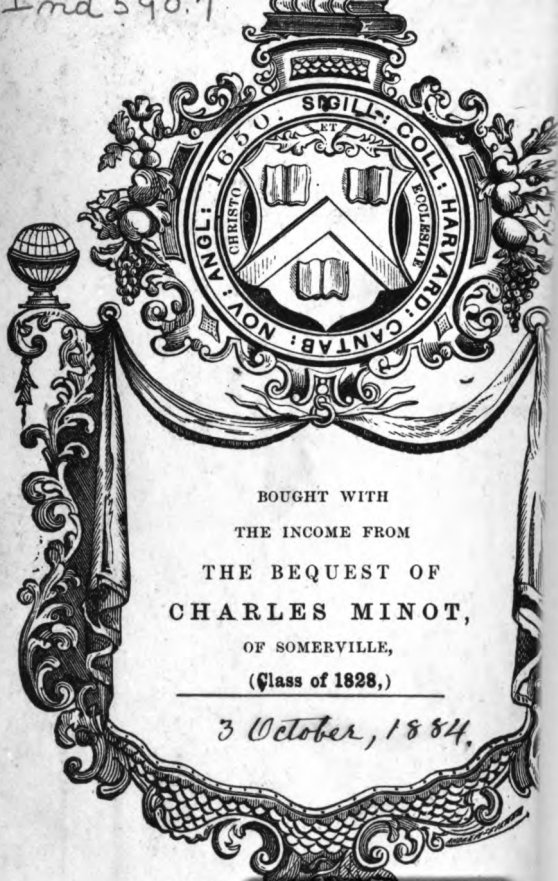 Ind 590.7
SIGILL: COLL: HARVARD: CANTAB: NOV: ANGL: 1650.
CHRISTO ET ECCLESIAE
BOUGHT WITH
THE INCOME FROM
THE BEQUEST OF
CHARLES MINOT,
OF SOMERVILLE,
(Class of 1828,)
3 October, 1884.